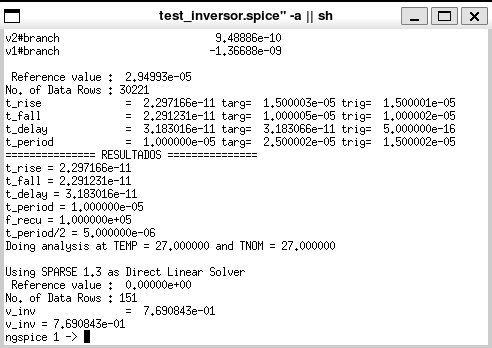 test_inversor.spice" -a || sh
v2#branch 9.48886e-10
v1#branch -1.36688e-09
Reference value : 2.94993e-05
No. of Data Rows : 30221
t_rise = 2.297166e-11 targ= 1.500003e-05 trig= 1.500001e-05
t_fall = 2.291231e-11 targ= 1.000005e-05 trig= 1.000002e-05
t_delay = 3.183016e-11 targ= 3.183066e-11 trig= 5.000000e-16
t_period = 1.000000e-05 targ= 2.500002e-05 trig= 1.500002e-05
=============== RESULTADOS ===============
t_rise = 2.297166e-11
t_fall = 2.291231e-11
t_delay = 3.183016e-11
t_period = 1.000000e-05
f_recu = 1.000000e+05
t_period/2 = 5.000000e-06
Doing analysis at TEMP = 27.000000 and TNOM = 27.000000
Using SPARSE 1.3 as Direct Linear Solver
Reference value : 0.00000e+00
No. of Data Rows : 151
v_inv = 7.690843e-01
v_inv = 7.690843e-01
ngspice 1 ->